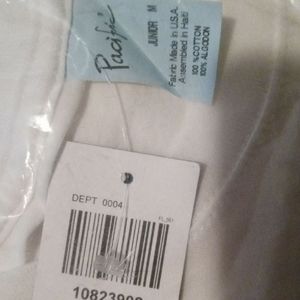 Pacific
JUNIOR M
Fabric Made in U.S.A.
Assembled in Haiti
100 % COTTON
100% ALGODON
DEPT 0004